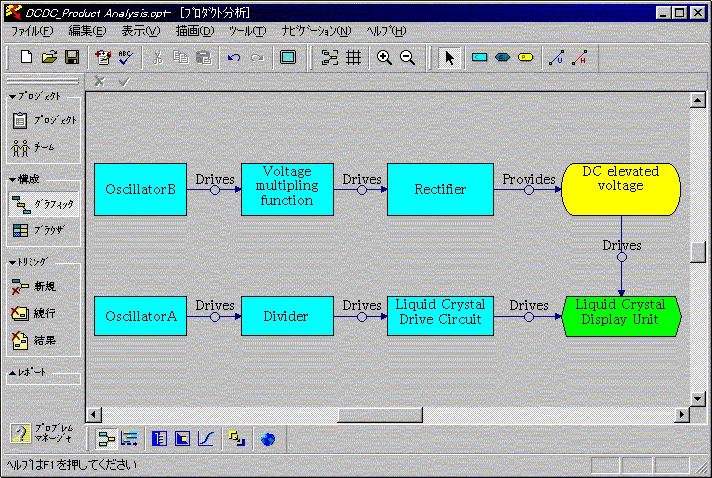 DCDC_Product Analysis.opt - [プロダクト分析]
ファイル(F) 編集(E) 表示(V) 描画(D) ツール(T) ナビゲーション(N) ヘルプ(H)
ABC
U
H
プロジェクト
プロジェクト
チーム
構成
グラフィック
ブラウザ
トリミング
新規
続行
結果
レポート
プロブレム
マネージャ
OscillatorB
Drives
Voltage
multipling
function
Drives
Rectifier
Provides
DC elevated
voltage
Drives
OscillatorA
Drives
Divider
Drives
Liquid Crystal
Drive Circuit
Drives
Liquid Crystal
Display Unit
ヘルプはF1を押してください